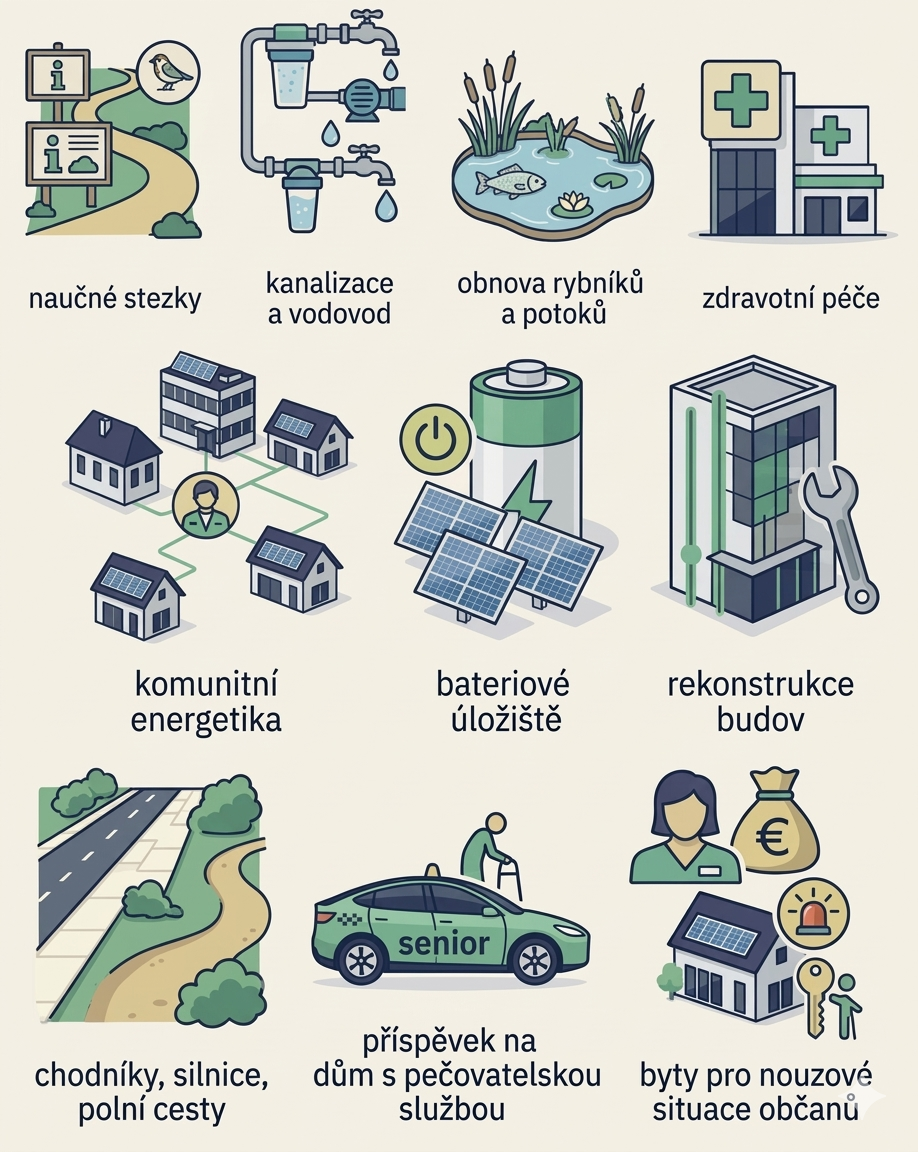 naučné stezky
kanalizace
a vodovod
obnova rybníků
a potoků
zdravotní péče
komunitní
energetika
bateriové
úložiště
rekonstrukce
budov
senior
€
chodníky, silnice,
polní cesty
příspěvek na
dům s pečovatelskou
službou
byty pro nouzové
situace občanů